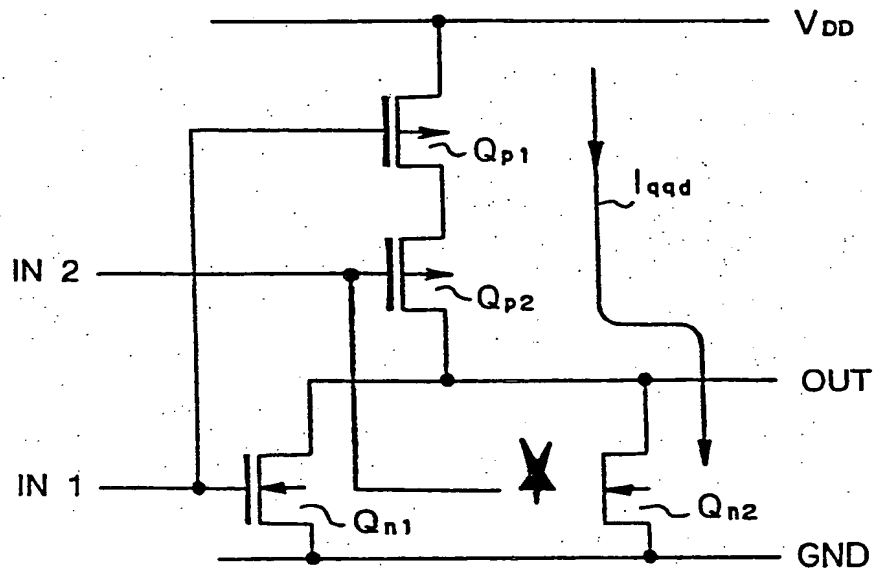 VDD
Qp1
Iqqd
IN 2
Qp2
OUT
IN 1
Qn1
Qn2
GND